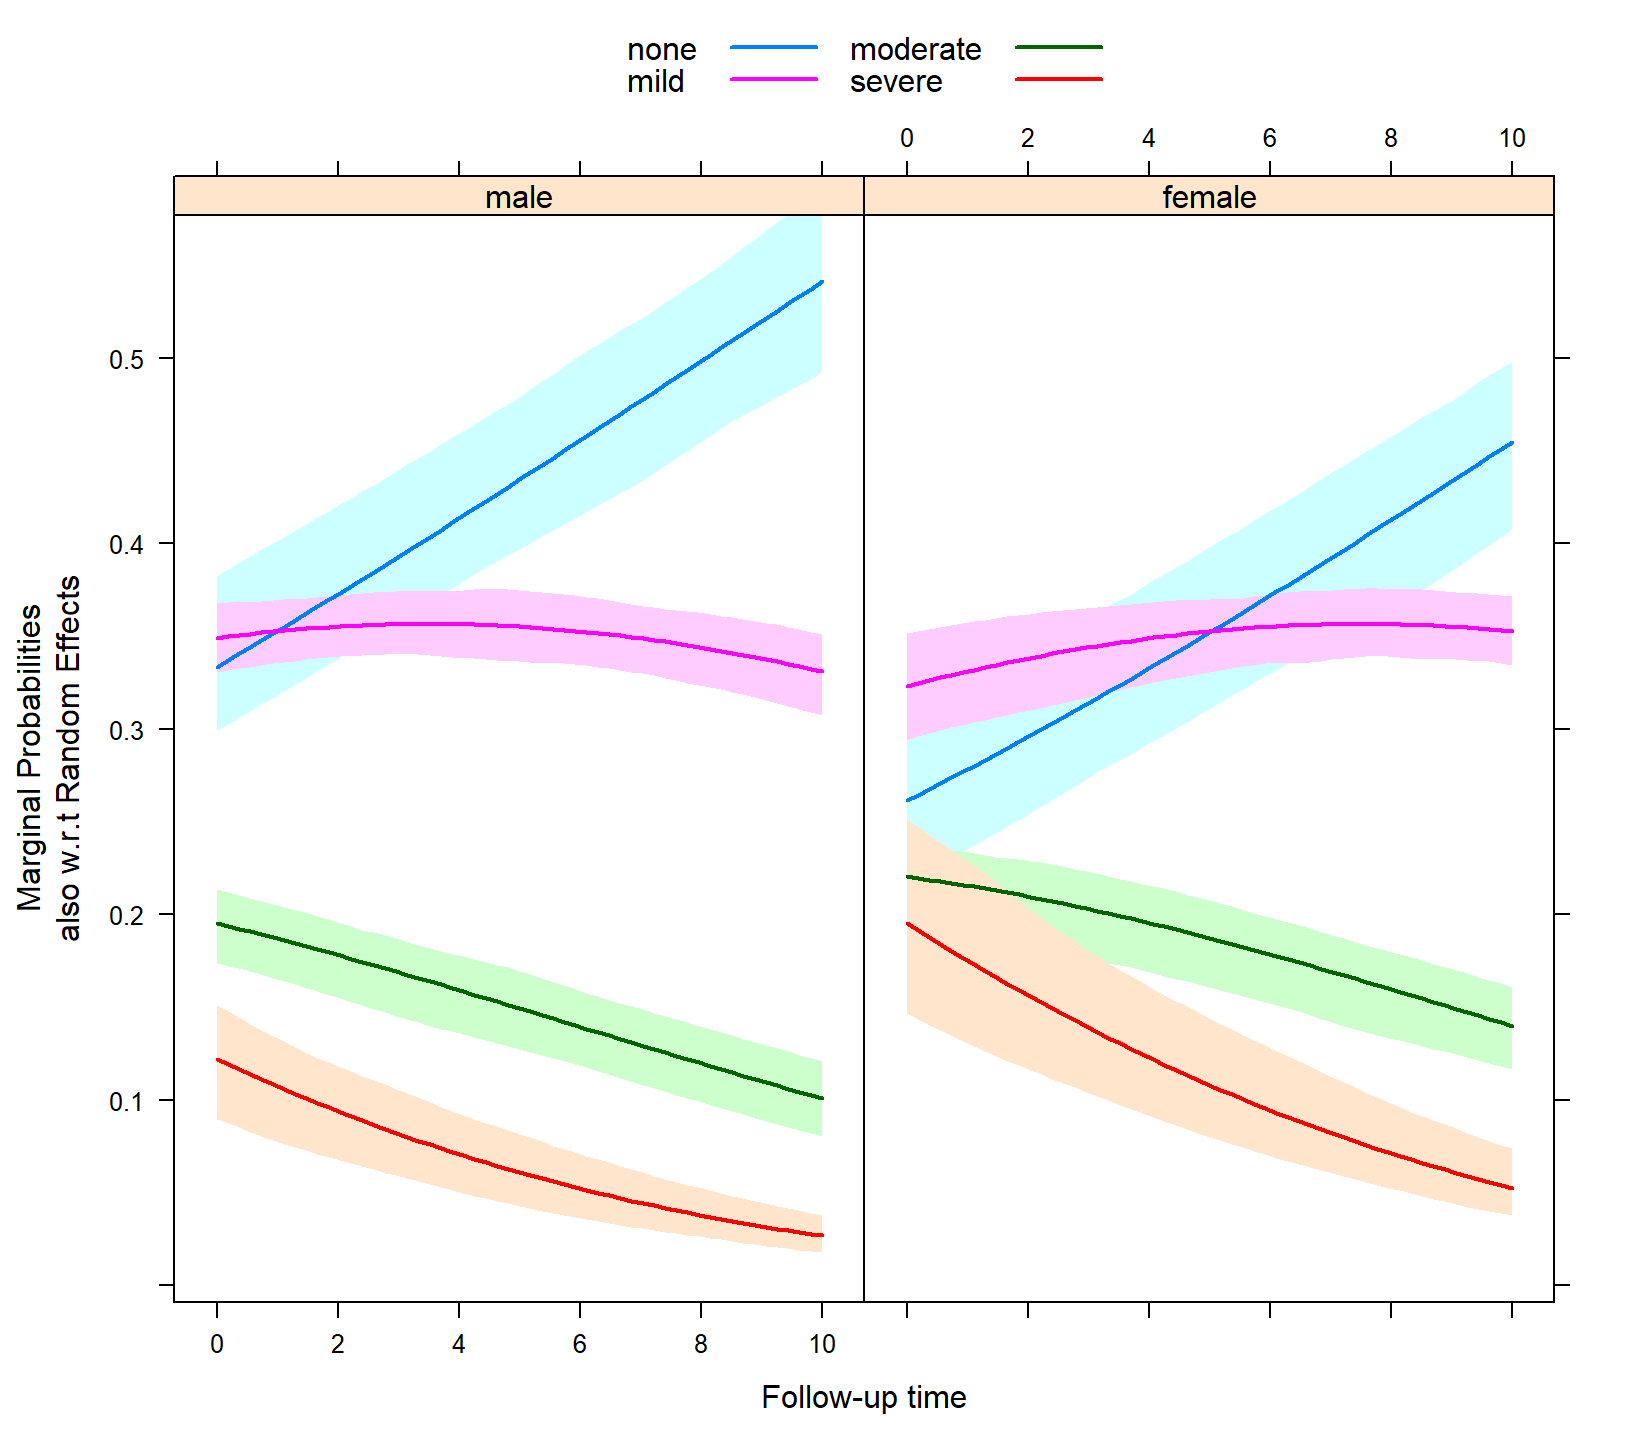 none moderate
mild severe
0 2 4 6 8 10
male female
0.5
0.4
0.3
0.2
0.1
Marginal Probabilities
also w.r.t Random Effects
0 2 4 6 8 10
Follow-up time